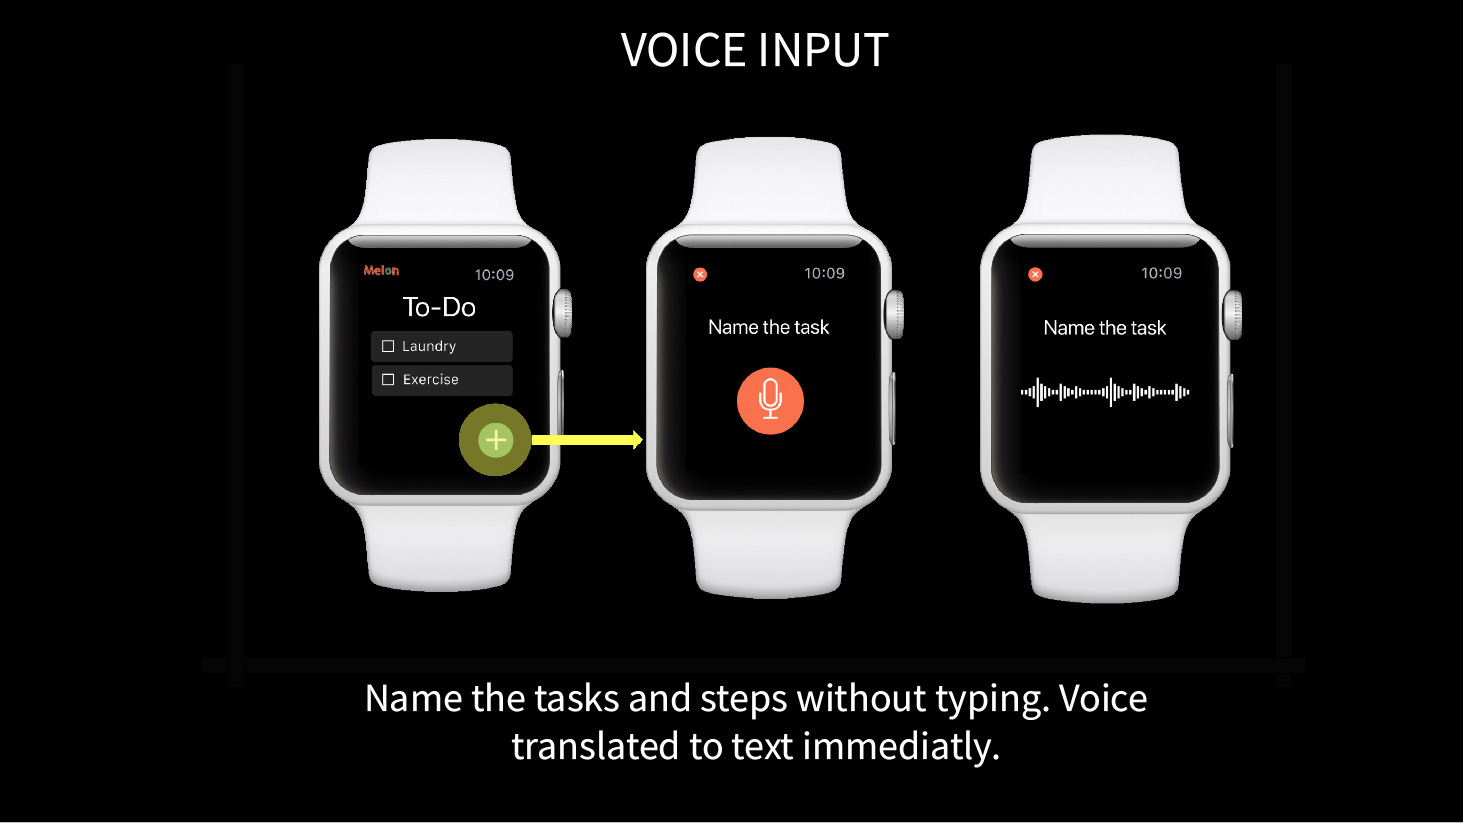 VOICE INPUT
Melon
10:09
To-Do
Laundry
Exercise
10:09
Name the task
10:09
Name the task
Name the tasks and steps without typing. Voice
translated to text immediatly.